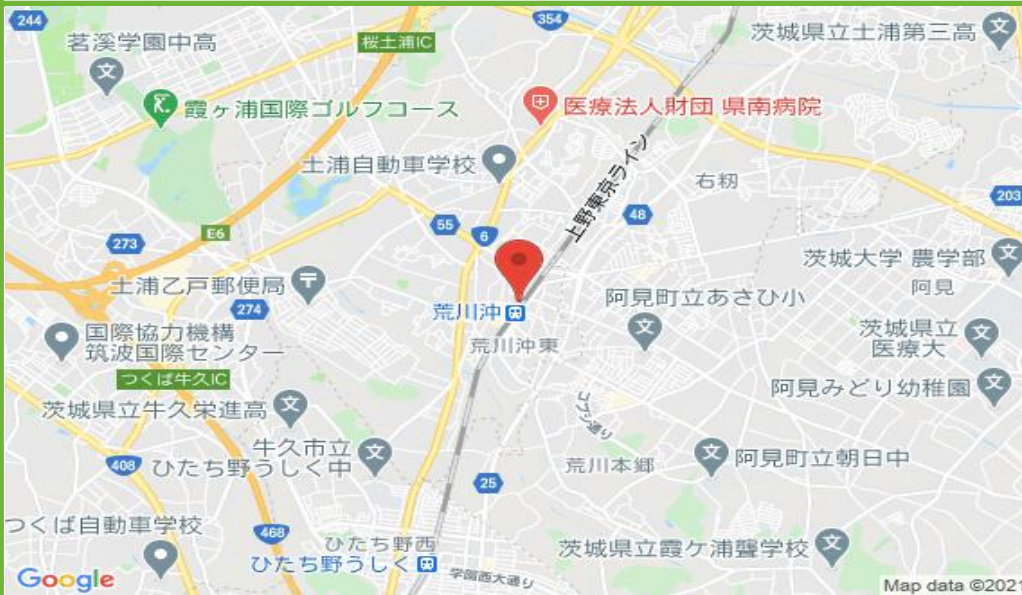 244
354
茗溪学園中高
桜土浦IC
茨城県立土浦第三高
霞ヶ浦国際ゴルフコース
医療法人財団 県南病院
土浦自動車学校
上野東京ライン
右籾
203
55
6
48
273
E6
土浦乙戸郵便局
茨城大学 農学部
阿見
274
荒川沖
阿見町立あさひ小
国際協力機構
筑波国際センター
荒川沖東
茨城県立
医療大
つくば牛久IC
阿見みどり幼稚園
茨城県立牛久栄進高
コブシ通り
牛久市立
ひたち野うしく中
408
荒川本郷
阿見町立朝日中
25
つくば自動車学校
468
ひたち野西
ひたち野うしく
茨城県立霞ケ浦聾学校
学園西大通り
Google
Map data ©2021